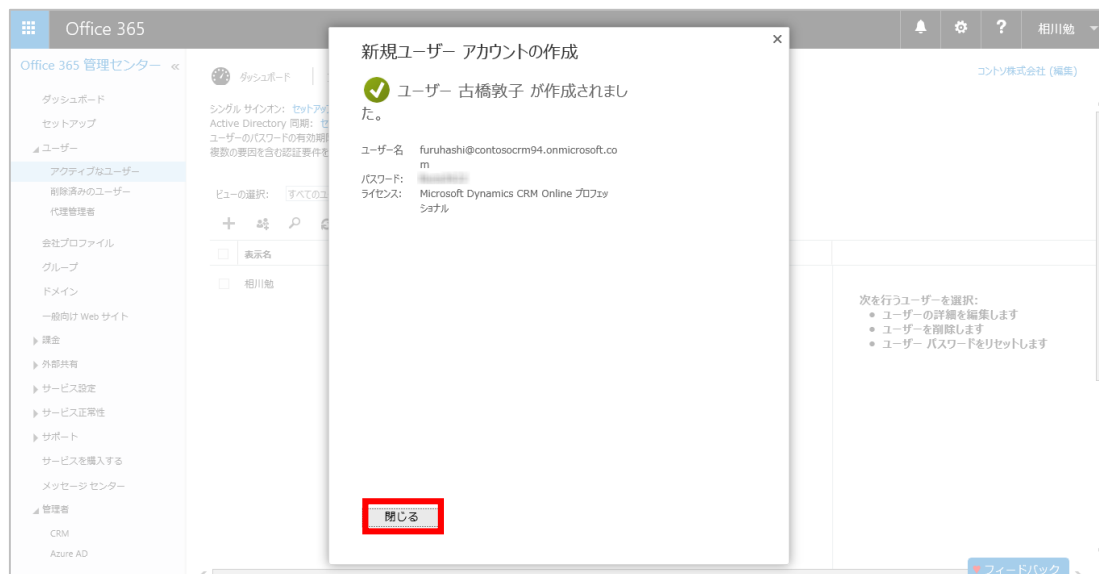 Office 365
相川勉
Office 365 管理センター «
ダッシュボード
セットアップ
ユーザー
アクティブなユーザー
削除済みのユーザー
代理管理者
会社プロファイル
グループ
ドメイン
一般向け Web サイト
課金
外部共有
サービス設定
サービス正常性
サポート
サービスを購入する
メッセージ センター
管理者
CRM
Azure AD
ダッシュボード
コントソ株式会社 (編集)
シングル サインオン: セットアッ
Active Directory 同期: セ
ユーザーのパスワードの有効期
複数の要因を含む認証要件を
ビューの選択: すべてのユ
表示名
相川勉
新規ユーザー アカウントの作成
ユーザー 古橋敦子 が作成されまし
た。
ユーザー名 furuhashi@contosocrm94.onmicrosoft.co
m
パスワード:
ライセンス: Microsoft Dynamics CRM Online プロフェッ
ショナル
閉じる
次を行うユーザーを選択:
• ユーザーの詳細を編集します
• ユーザーを削除します
• ユーザー パスワードをリセットします
フィードバック